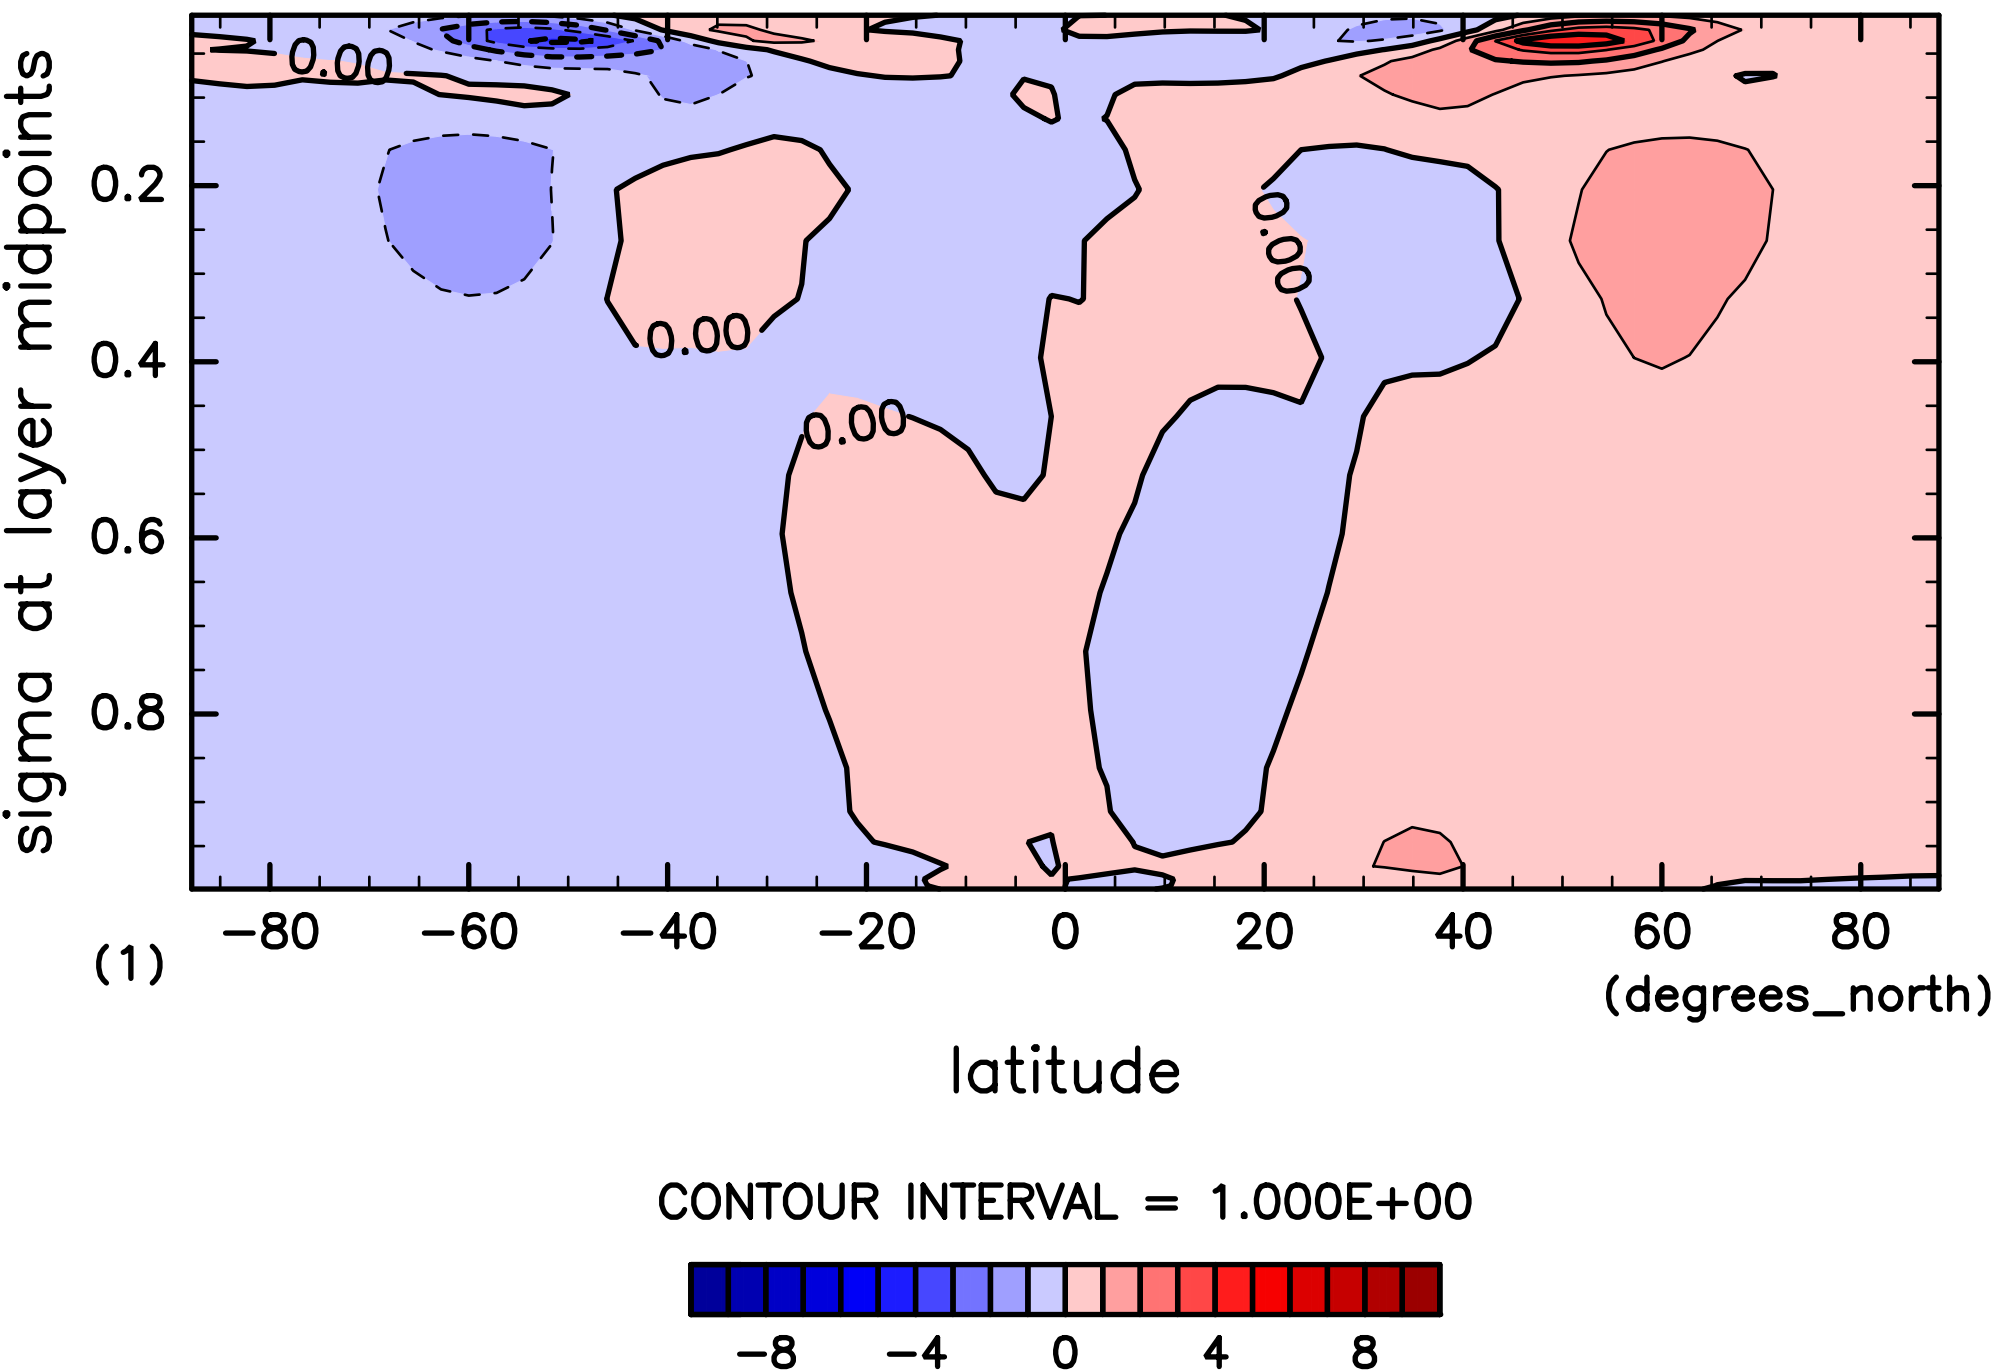 sigma at layer midpoints
0.2
0.4
0.6
0.8
0.00
0.00
0.00
0.00
−80 −60 −40 −20 0 20 40 60 80
(1)
(degrees_north)
latitude
CONTOUR INTERVAL = 1.000E+00
−8 −4 0 4 8